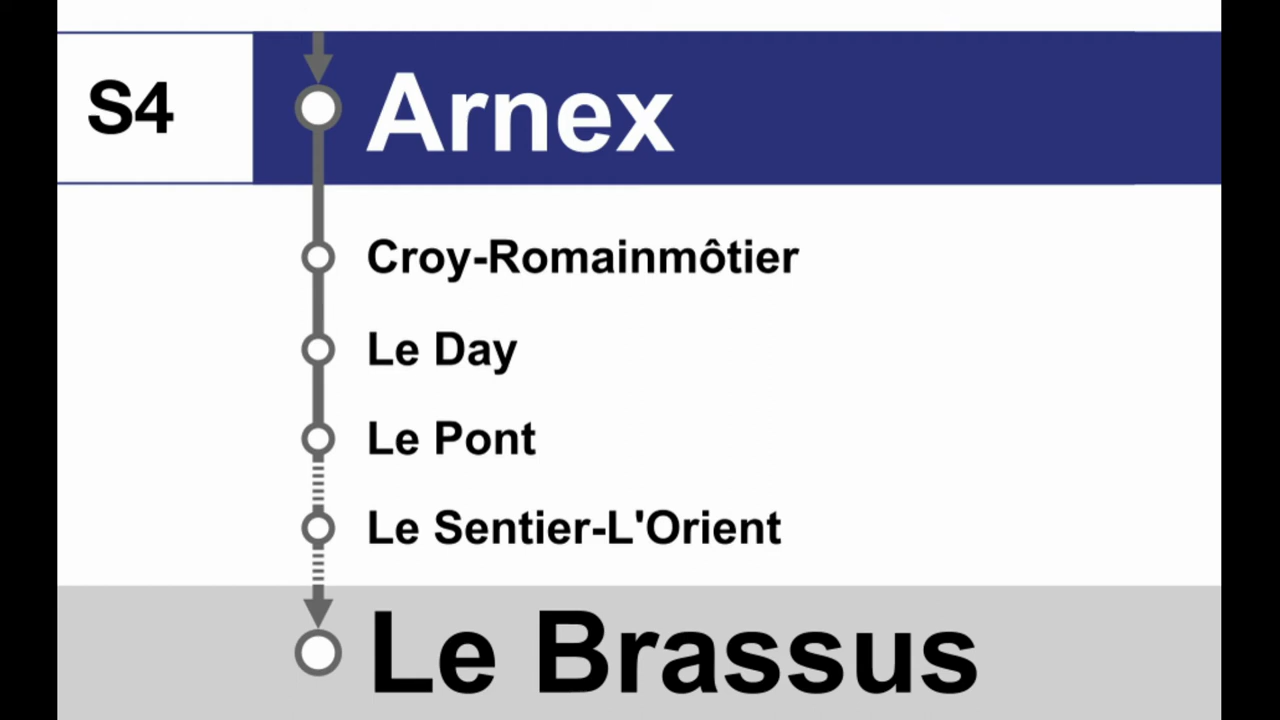 S4
Arnex
Croy-Romainmôtier
Le Day
Le Pont
Le Sentier-L'Orient
Le Brassus